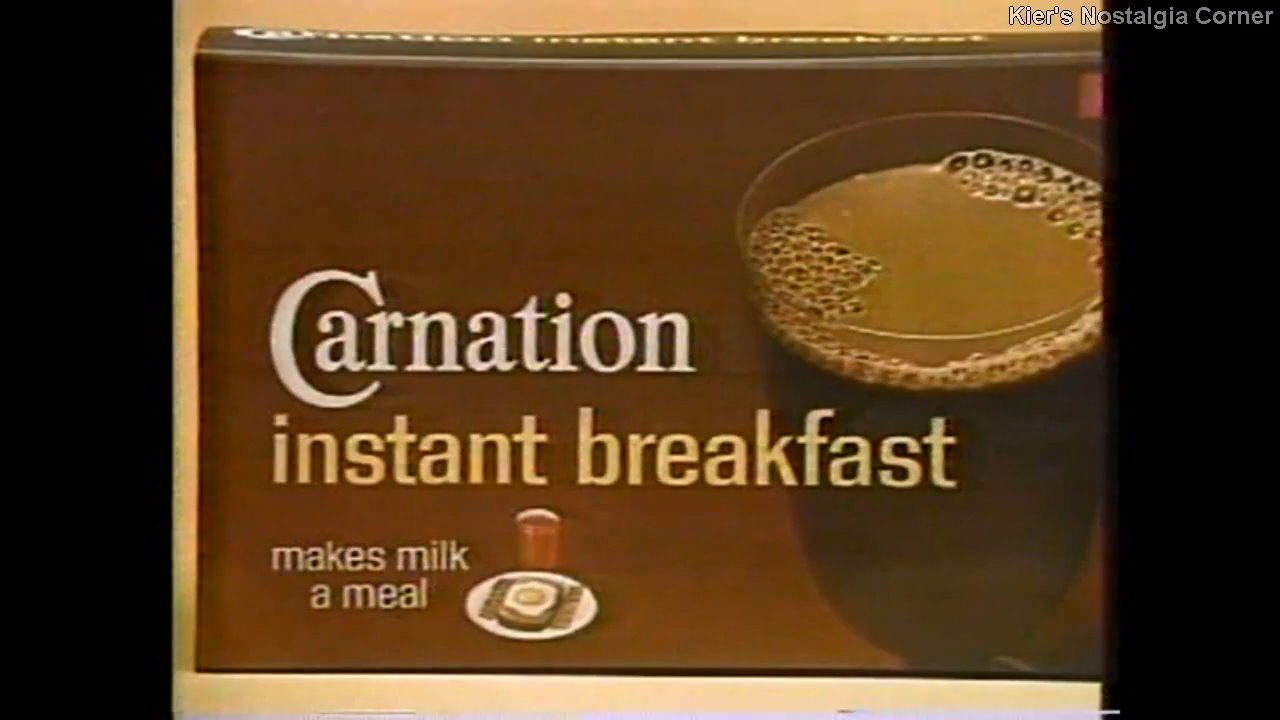 Kier's Nostalgia Corner
Carnation instant breakfast
Carnation
instant breakfast
makes milk
a meal